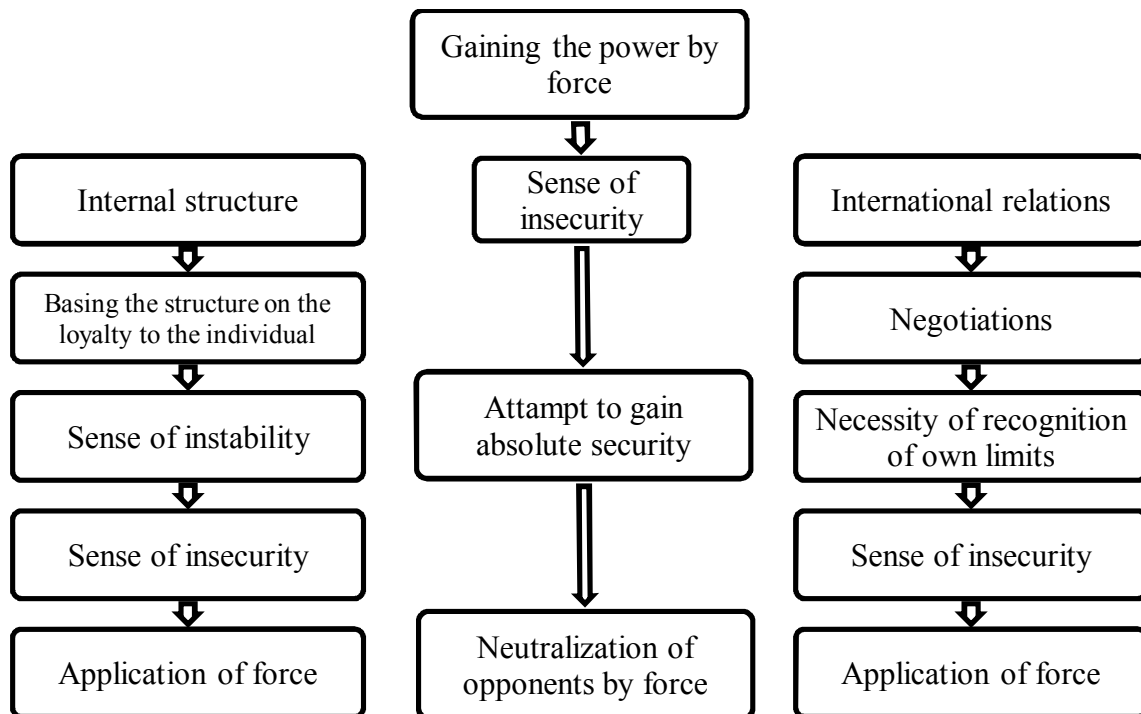 Gaining the power by
force
Internal structure
Basing the structure on the
loyalty to the individual
Sense of instability
Sense of insecurity
Application of force
Sense of
insecurity
Attampt to gain
absolute security
Neutralization of
opponents by force
International relations
Negotiations
Necessity of recognition
of own limits
Sense of insecurity
Application of force